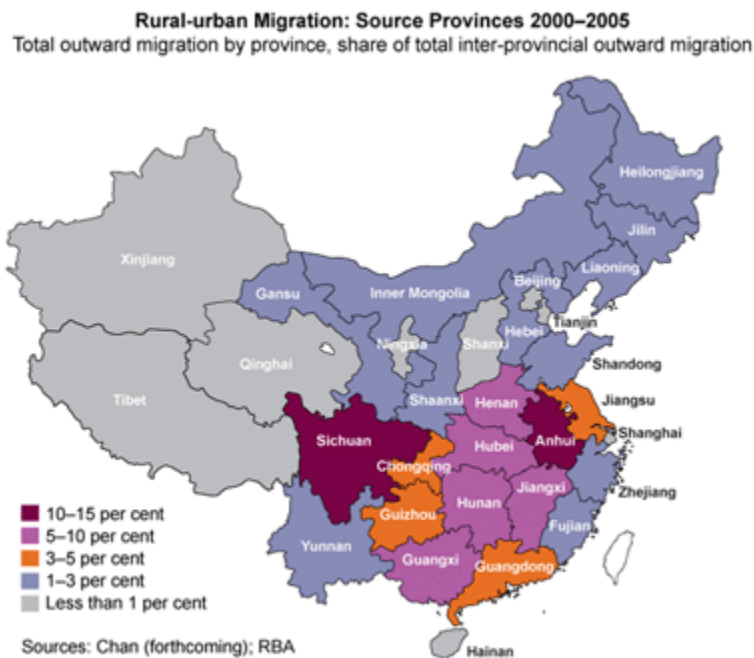 Rural-urban Migration: Source Provinces 2000–2005
Total outward migration by province, share of total inter-provincial outward migration
Heilongjiang
Jilin
Xinjiang
Liaoning
Beijing
Gansu
Inner Mongolia
Tianjin
Hebei
Ningxia
Shanxi
Qinghai
Shandong
Tibet
Shaanxi
Henan
Jiangsu
Sichuan
Anhui
Shanghai
Hubei
Chongqing
Jiangxi
Zhejiang
Hunan
Guizhou
Fujian
Yunnan
Guangxi
Guangdong
10–15 per cent
5–10 per cent
3–5 per cent
1–3 per cent
Less than 1 per cent
Sources: Chan (forthcoming); RBA
Hainan